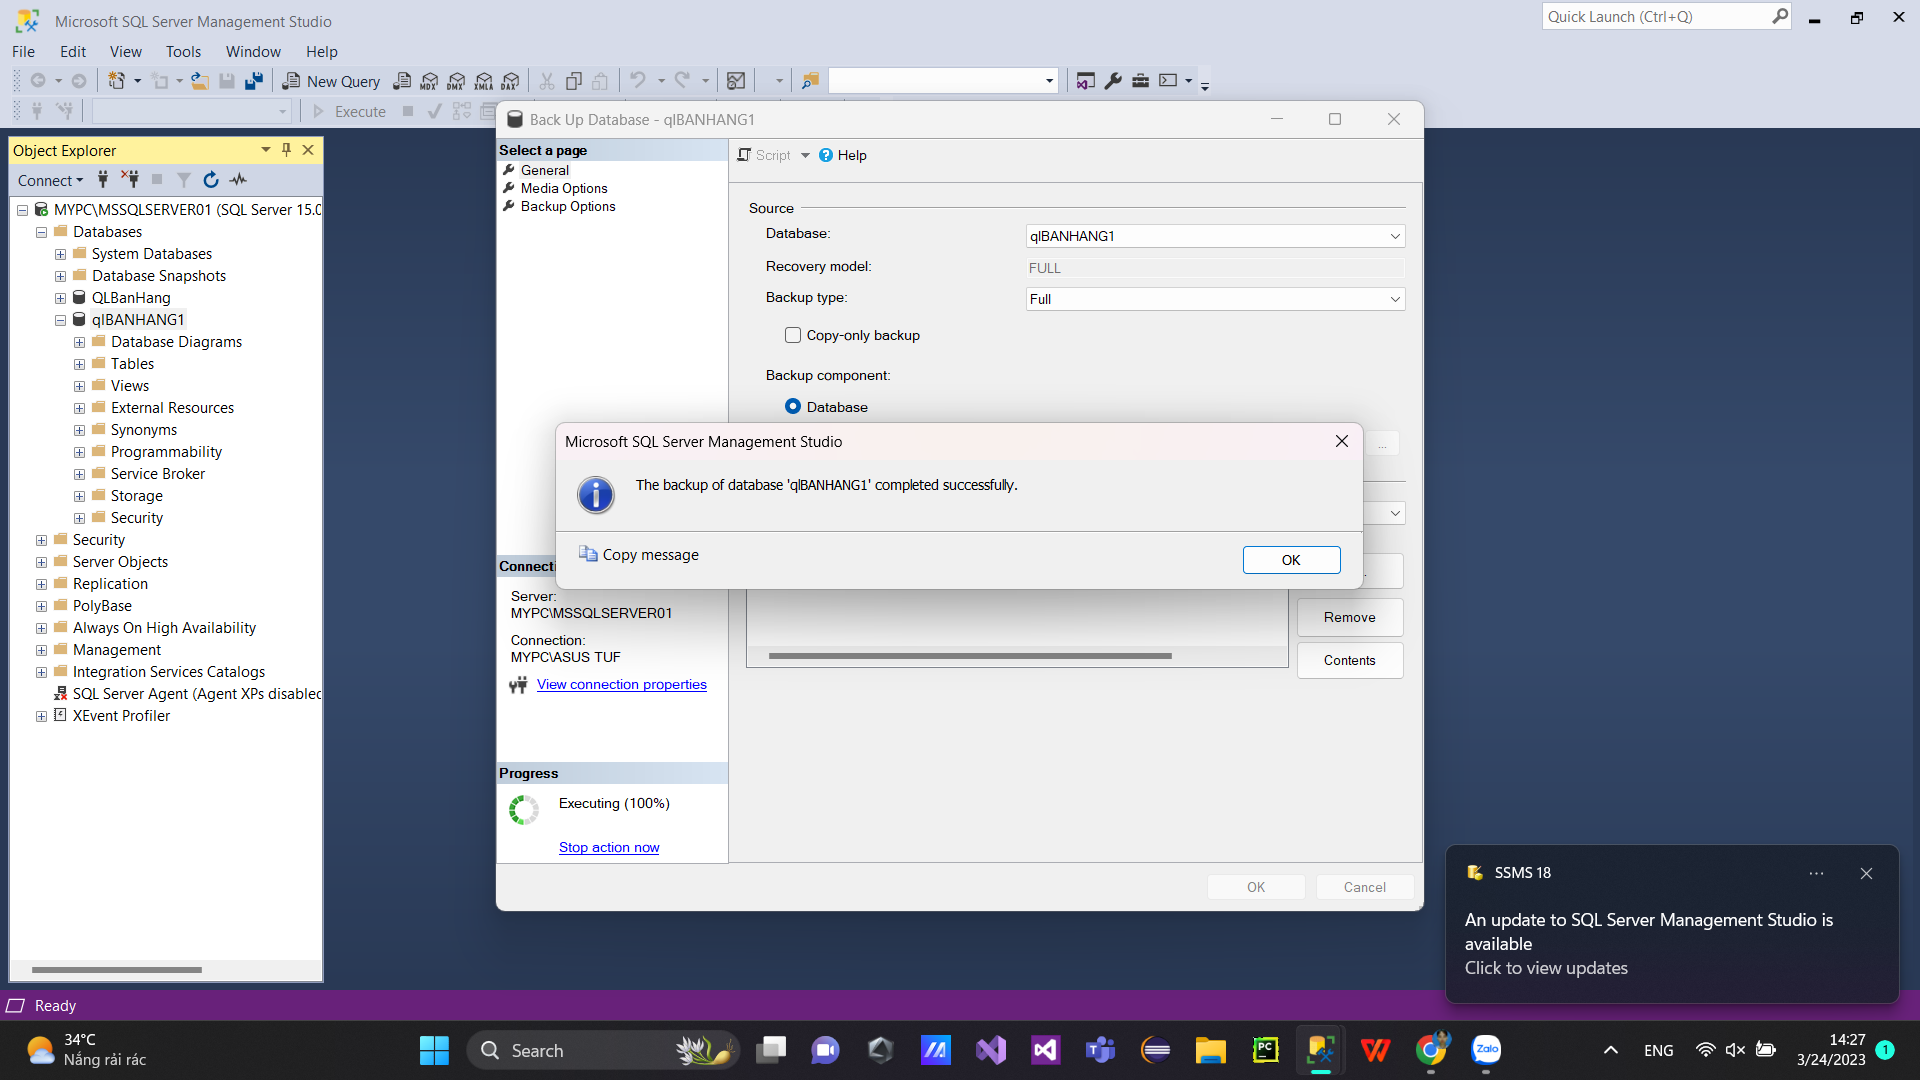 Microsoft SQL Server Management Studio
Quick Launch (Ctrl+Q)
File Edit View Tools Window Help
New Query MDX DMX XMLA DAX
Execute
Object Explorer
Connect
MYPC\MSSQLSERVER01 (SQL Server 15.0
Databases
System Databases
Database Snapshots
QLBanHang
qlBANHANG1
Database Diagrams
Tables
Views
External Resources
Synonyms
Programmability
Service Broker
Storage
Security
Security
Server Objects
Replication
PolyBase
Always On High Availability
Management
Integration Services Catalogs
SQL Server Agent (Agent XPs disabled
XEvent Profiler
Back Up Database - qlBANHANG1
Select a page
General
Media Options
Backup Options
Script Help
Source
Database: qlBANHANG1
Recovery model: FULL
Backup type: Full
Copy-only backup
Backup component:
Database
...
Microsoft SQL Server Management Studio
The backup of database 'qlBANHANG1' completed successfully.
Copy message
OK
Remove
Contents
Connecti
Server:
MYPC\MSSQLSERVER01
Connection:
MYPC\ASUS TUF
View connection properties
Progress
Executing (100%)
Stop action now
OK Cancel
SSMS 18
An update to SQL Server Management Studio is
available
Click to view updates
Ready
34°C
Nắng rải rác
Search
PC
Zalo
ENG
14:27
3/24/2023
1